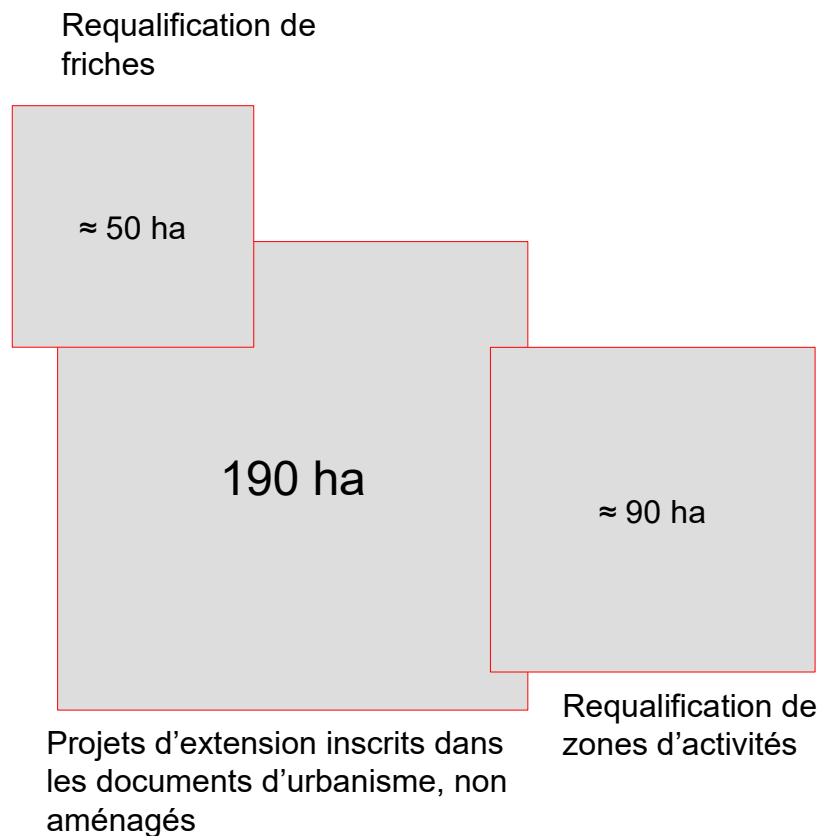 Requalification de
friches
≈ 50 ha
190 ha
≈ 90 ha
Requalification de
zones d’activités
Projets d’extension inscrits dans
les documents d’urbanisme, non
aménagés